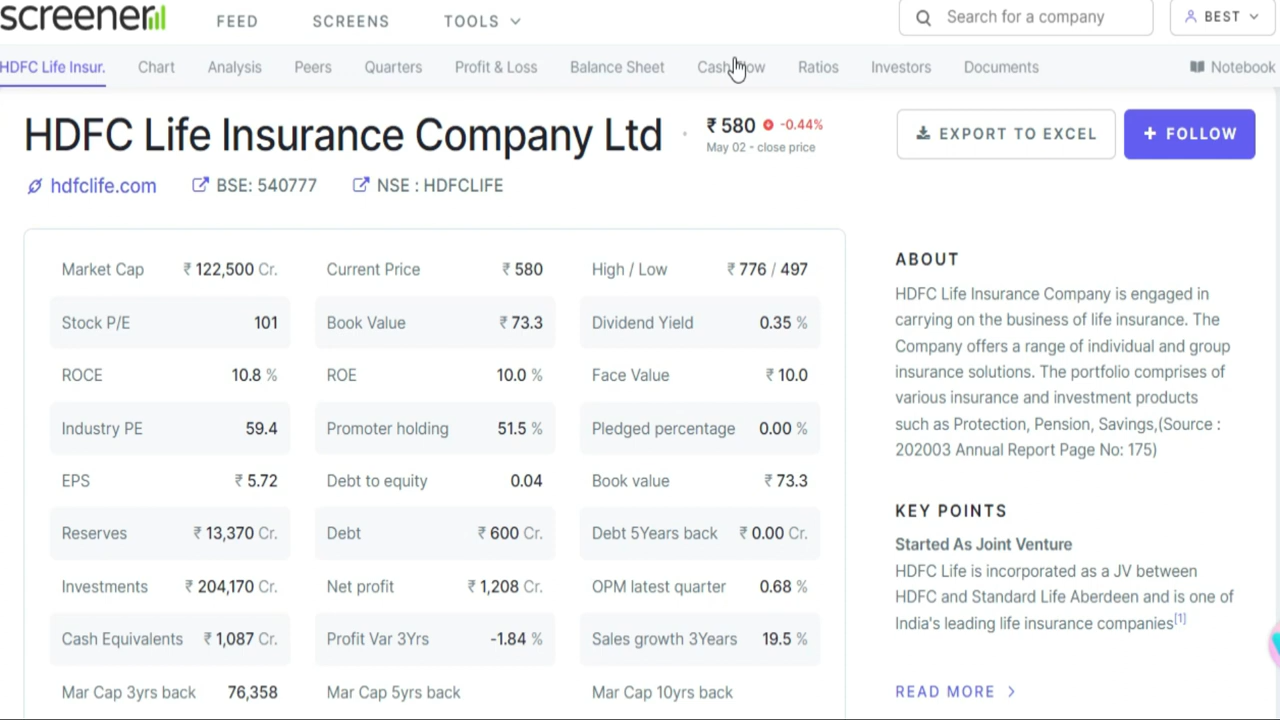 screener
FEED SCREENS TOOLS
Search for a company
BEST
HDFC Life Insur. Chart Analysis Peers Quarters Profit & Loss Balance Sheet Cash Flow Ratios Investors Documents Notebook
HDFC Life Insurance Company Ltd
₹ 580 -0.44%
May 02 - close price
EXPORT TO EXCEL
+ FOLLOW
hdfclife.com BSE: 540777 NSE : HDFCLIFE
Market Cap ₹ 122,500 Cr. Current Price ₹ 580 High / Low ₹ 776 / 497
Stock P/E 101 Book Value ₹ 73.3 Dividend Yield 0.35 %
ROCE 10.8 % ROE 10.0 % Face Value ₹ 10.0
Industry PE 59.4 Promoter holding 51.5 % Pledged percentage 0.00 %
EPS ₹ 5.72 Debt to equity 0.04 Book value ₹ 73.3
Reserves ₹ 13,370 Cr. Debt ₹ 600 Cr. Debt 5Years back ₹ 0.00 Cr.
Investments ₹ 204,170 Cr. Net profit ₹ 1,208 Cr. OPM latest quarter 0.68 %
Cash Equivalents ₹ 1,087 Cr. Profit Var 3Yrs -1.84 % Sales growth 3Years 19.5 %
Mar Cap 3yrs back 76,358 Mar Cap 5yrs back Mar Cap 10yrs back
ABOUT
HDFC Life Insurance Company is engaged in
carrying on the business of life insurance. The
Company offers a range of individual and group
insurance solutions. The portfolio comprises of
various insurance and investment products
such as Protection, Pension, Savings,(Source :
202003 Annual Report Page No: 175)
KEY POINTS
Started As Joint Venture
HDFC Life is incorporated as a JV between
HDFC and Standard Life Aberdeen and is one of
India's leading life insurance companies[1]
READ MORE